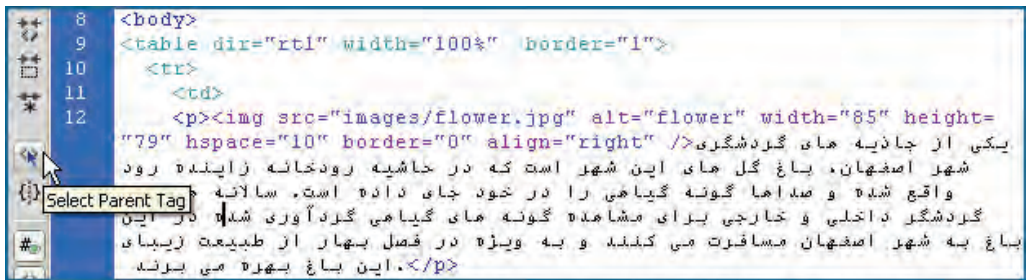 8 <body>
9 <table dir="rtl" width="100%" border="1">
10 <tr>
11 <td>
12 <p><img src="images/flower.jpg" alt="flower" width="85" height=
"79" hspace="10" border="0" align="right" />یکی از جاذبه های گردشگری
شهر اصفهان، باغ گل های این شهر است که در حاشیه رودخانه زاینده رود
واقع شده و صدها گونه گیاهی را در خود جای داده است. سالانه
Select Parent Tag
گردشگر داخلی و خارجی برای مشاهده گونه های گیاهی گردآوری شده در این
باغ به شهر اصفهان مسافرت می کنند و به ویژه در فصل بهار از طبیعت زیبای
این باغ بهره می برند.</p>